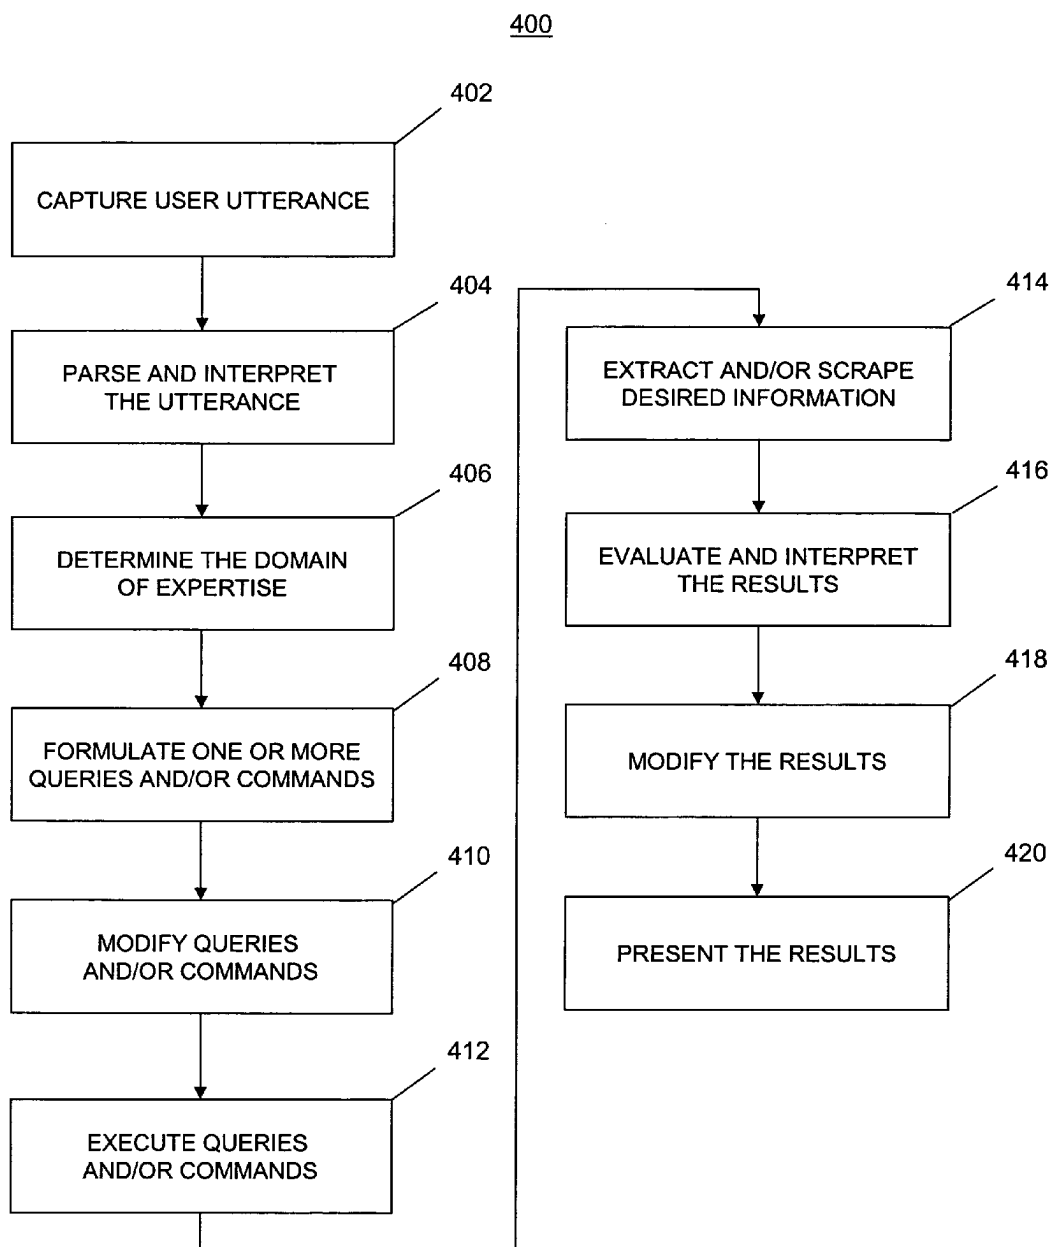 400
402
CAPTURE USER UTTERANCE
404
PARSE AND INTERPRET
THE UTTERANCE
406
DETERMINE THE DOMAIN
OF EXPERTISE
408
FORMULATE ONE OR MORE
QUERIES AND/OR COMMANDS
410
MODIFY QUERIES
AND/OR COMMANDS
412
EXECUTE QUERIES
AND/OR COMMANDS
414
EXTRACT AND/OR SCRAPE
DESIRED INFORMATION
416
EVALUATE AND INTERPRET
THE RESULTS
418
MODIFY THE RESULTS
420
PRESENT THE RESULTS